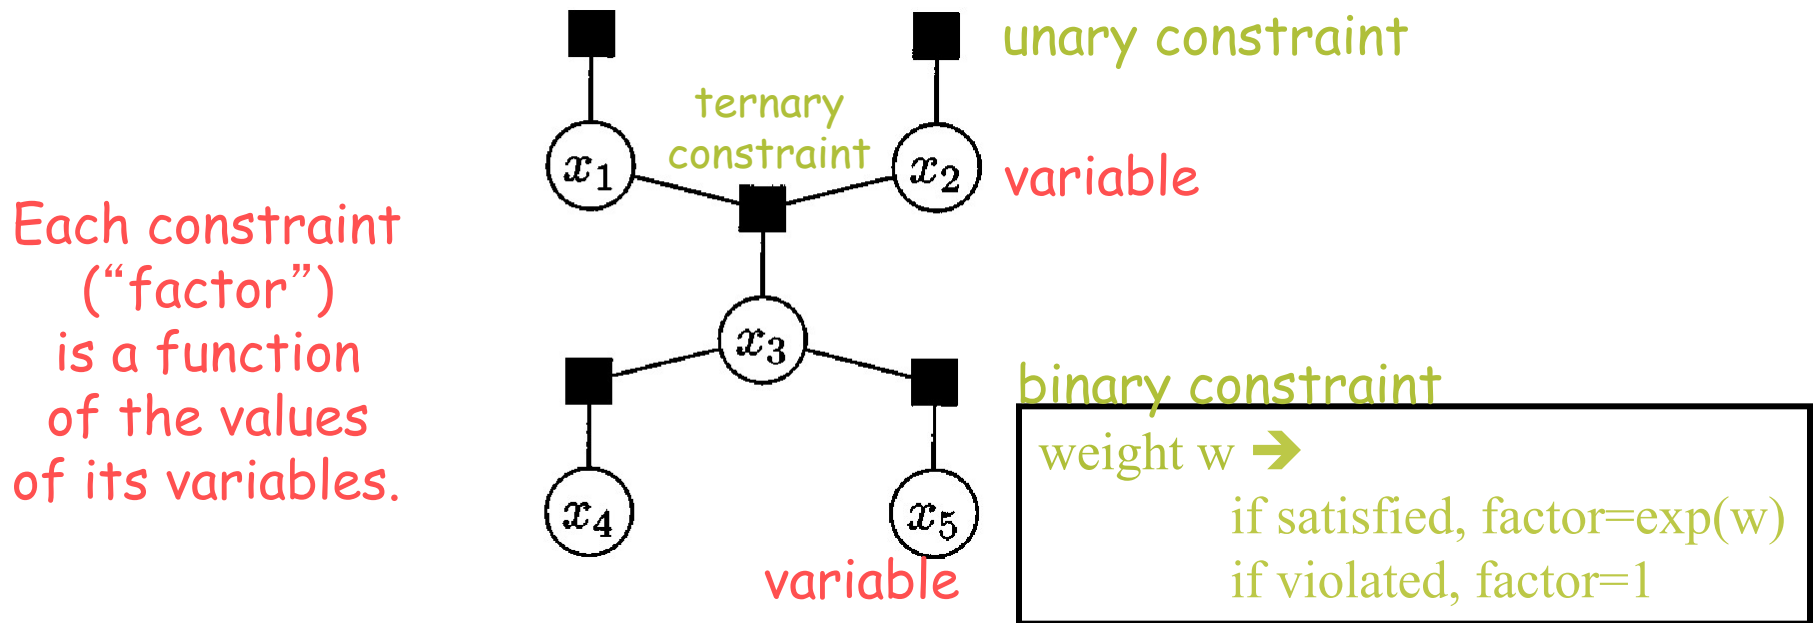 unary constraint
ternary
constraint
x₁
x₂
variable
Each constraint
(“factor”)
is a function
of the values
of its variables.
x₃
binary constraint
weight w ➔
if satisfied, factor=exp(w)
if violated, factor=1
x₄
x₅
variable